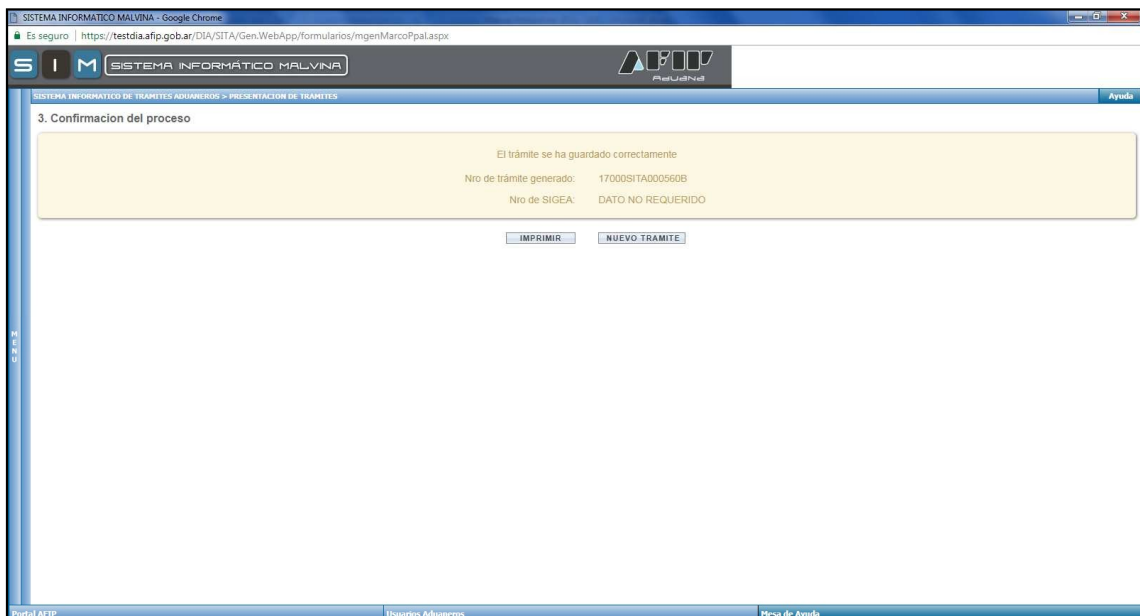 SISTEMA INFORMATICO MALVINA - Google Chrome
Es seguro | https://testdia.afip.gob.ar/DIA/SITA/Gen.WebApp/formularios/mgenMarcoPpal.aspx
S I M SISTEMA INFORMÁTICO MALVINA
AFIP
ADUANA
SISTEMA INFORMATICO DE TRAMITES ADUANEROS > PRESENTACION DE TRAMITES Ayuda
3. Confirmacion del proceso
El trámite se ha guardado correctamente
Nro de trámite generado: 17000SITA000560B
Nro de SIGEA: DATO NO REQUERIDO
IMPRIMIR NUEVO TRAMITE
MENU
Portal AFIP Usuarios Aduaneros Mesa de Ayuda